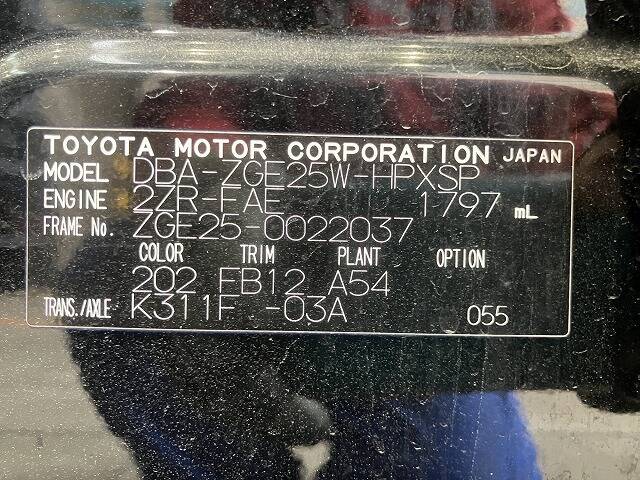 TOYOTA MOTOR CORPORATION JAPAN
MODEL DBA-ZGE25W-HPXSP
ENGINE 2ZR-FAE 1797 mL
FRAME No. ZGE25-0022037
COLOR TRIM PLANT OPTION
202 FB12 A54
TRANS./AXLE K311F -03A 055